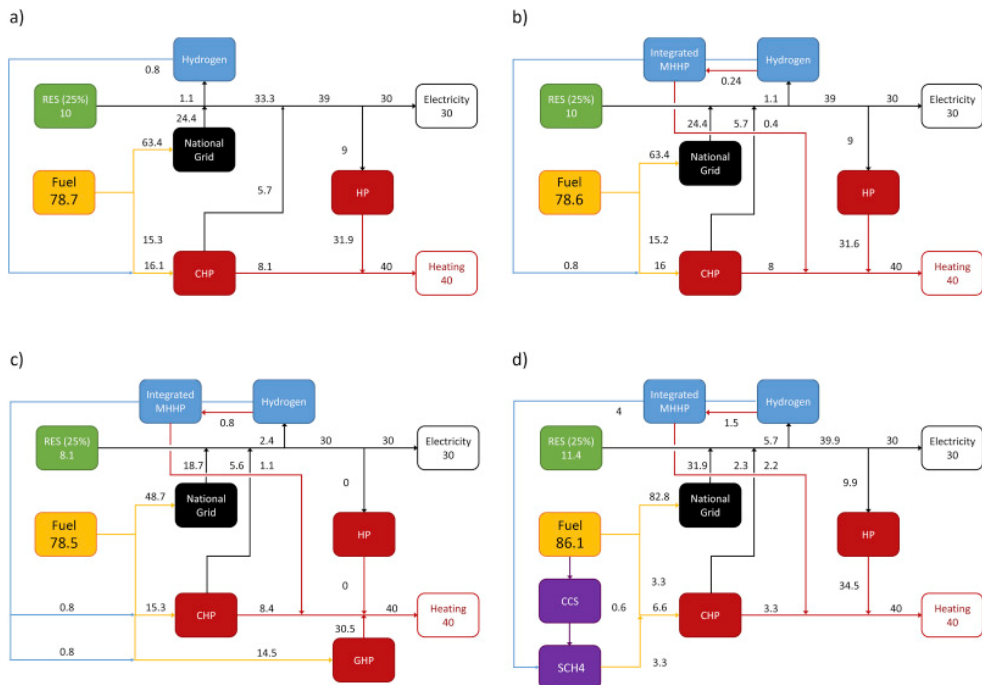 a)
Hydrogen
0.8
RES (25%)
10
1.1
33.3
39
30
Electricity
30
24.4
63.4
National
Grid
9
Fuel
78.7
HP
5.7
15.3
31.9
16.1
CHP
8.1
40
Heating
40
b)
Integrated
MHHP
Hydrogen
0.24
RES (25%)
10
1.1
39
30
Electricity
30
24.4
5.7
0.4
63.4
National
Grid
9
Fuel
78.6
HP
15.2
31.6
0.8
16
CHP
8
40
Heating
40
c)
Integrated
MHHP
Hydrogen
0.8
RES (25%)
8.1
2.4
30
30
Electricity
30
18.7
5.6
1.1
48.7
National
Grid
0
Fuel
78.5
HP
0
0.8
15.3
CHP
8.4
40
Heating
40
30.5
0.8
14.5
GHP
d)
Integrated
MHHP
Hydrogen
4
1.5
RES (25%)
11.4
5.7
39.9
30
Electricity
30
31.9
2.3
2.2
82.8
National
Grid
9.9
Fuel
86.1
HP
3.3
34.5
CCS
0.6
6.6
CHP
3.3
40
Heating
40
SCH4
3.3